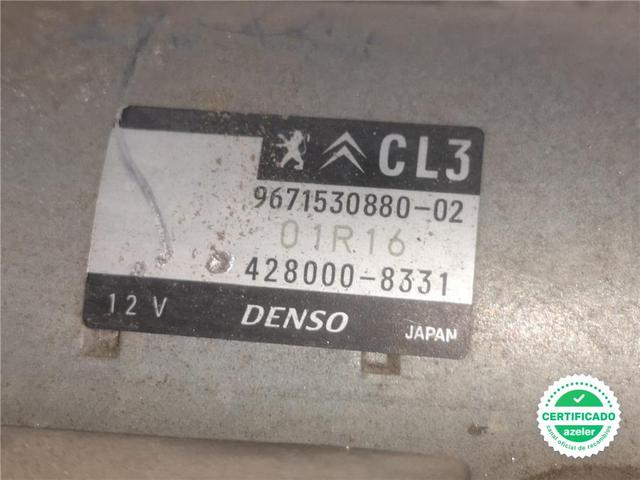 CL3
9671530880-02
01R16
428000-8331
12 V DENSO JAPAN
CERTIFICADO
azeler
canal oficial de recambios